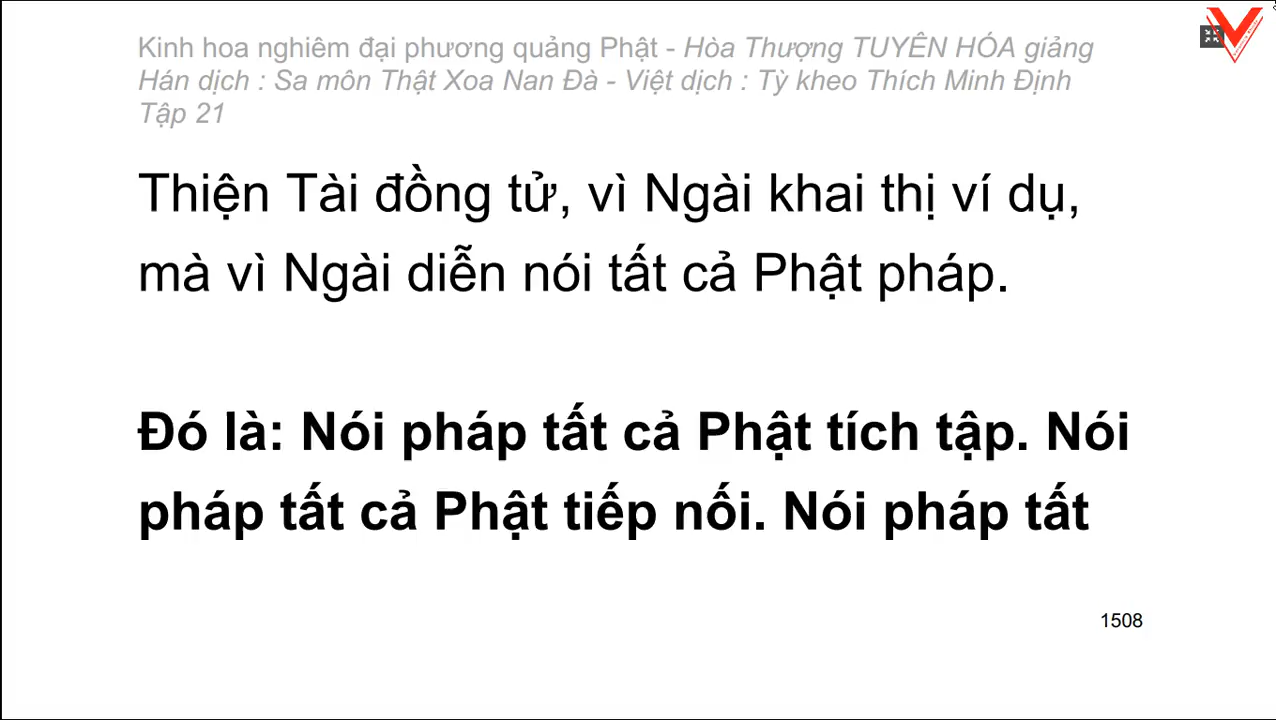 Kinh hoa nghiêm đại phương quảng Phật - Hòa Thượng TUYÊN HÓA giảng
Hán dịch : Sa môn Thật Xoa Nan Đà - Việt dịch : Tỳ kheo Thích Minh Định
Tập 21
Thiện Tài đồng tử, vì Ngài khai thị ví dụ,
mà vì Ngài diễn nói tất cả Phật pháp.
Đó là: Nói pháp tất cả Phật tích tập. Nói
pháp tất cả Phật tiếp nối. Nói pháp tất
1508